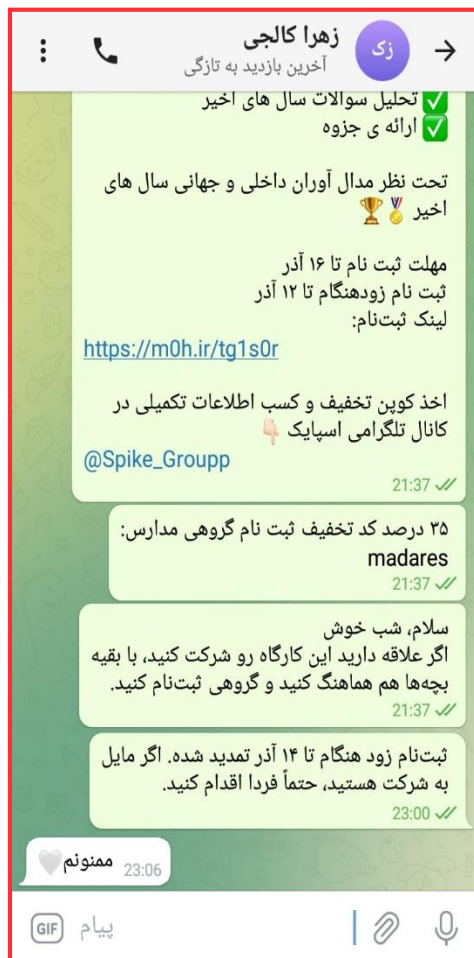 زهرا کالجی
زک
آخرین بازدید به تازگی
✅ تحلیل سوالات سال های اخیر
✅ ارائه ی جزوه
تحت نظر مدال آوران داخلی و جهانی سال های
اخیر 🏅🏆
مهلت ثبت نام تا ۱۶ آذر
ثبت نام زودهنگام تا ۱۲ آذر
لینک ثبت‌نام:
https://m0h.ir/tg1s0r
اخذ کوپن تخفیف و کسب اطلاعات تکمیلی در
کانال تلگرامی اسپایک 👇🏻
@Spike_Groupp
21:37
۳۵ درصد کد تخفیف ثبت نام گروهی مدارس:
madares
21:37
سلام، شب خوش
اگر علاقه دارید این کارگاه رو شرکت کنید، با بقیه
بچه‌ها هم هماهنگ کنید و گروهی ثبت‌نام کنید.
21:37
ثبت‌نام زود هنگام تا ۱۴ آذر تمدید شده. اگر مایل
به شرکت هستید، حتماً فردا اقدام کنید.
23:00
ممنونم🤍
23:06
پیام
GIF